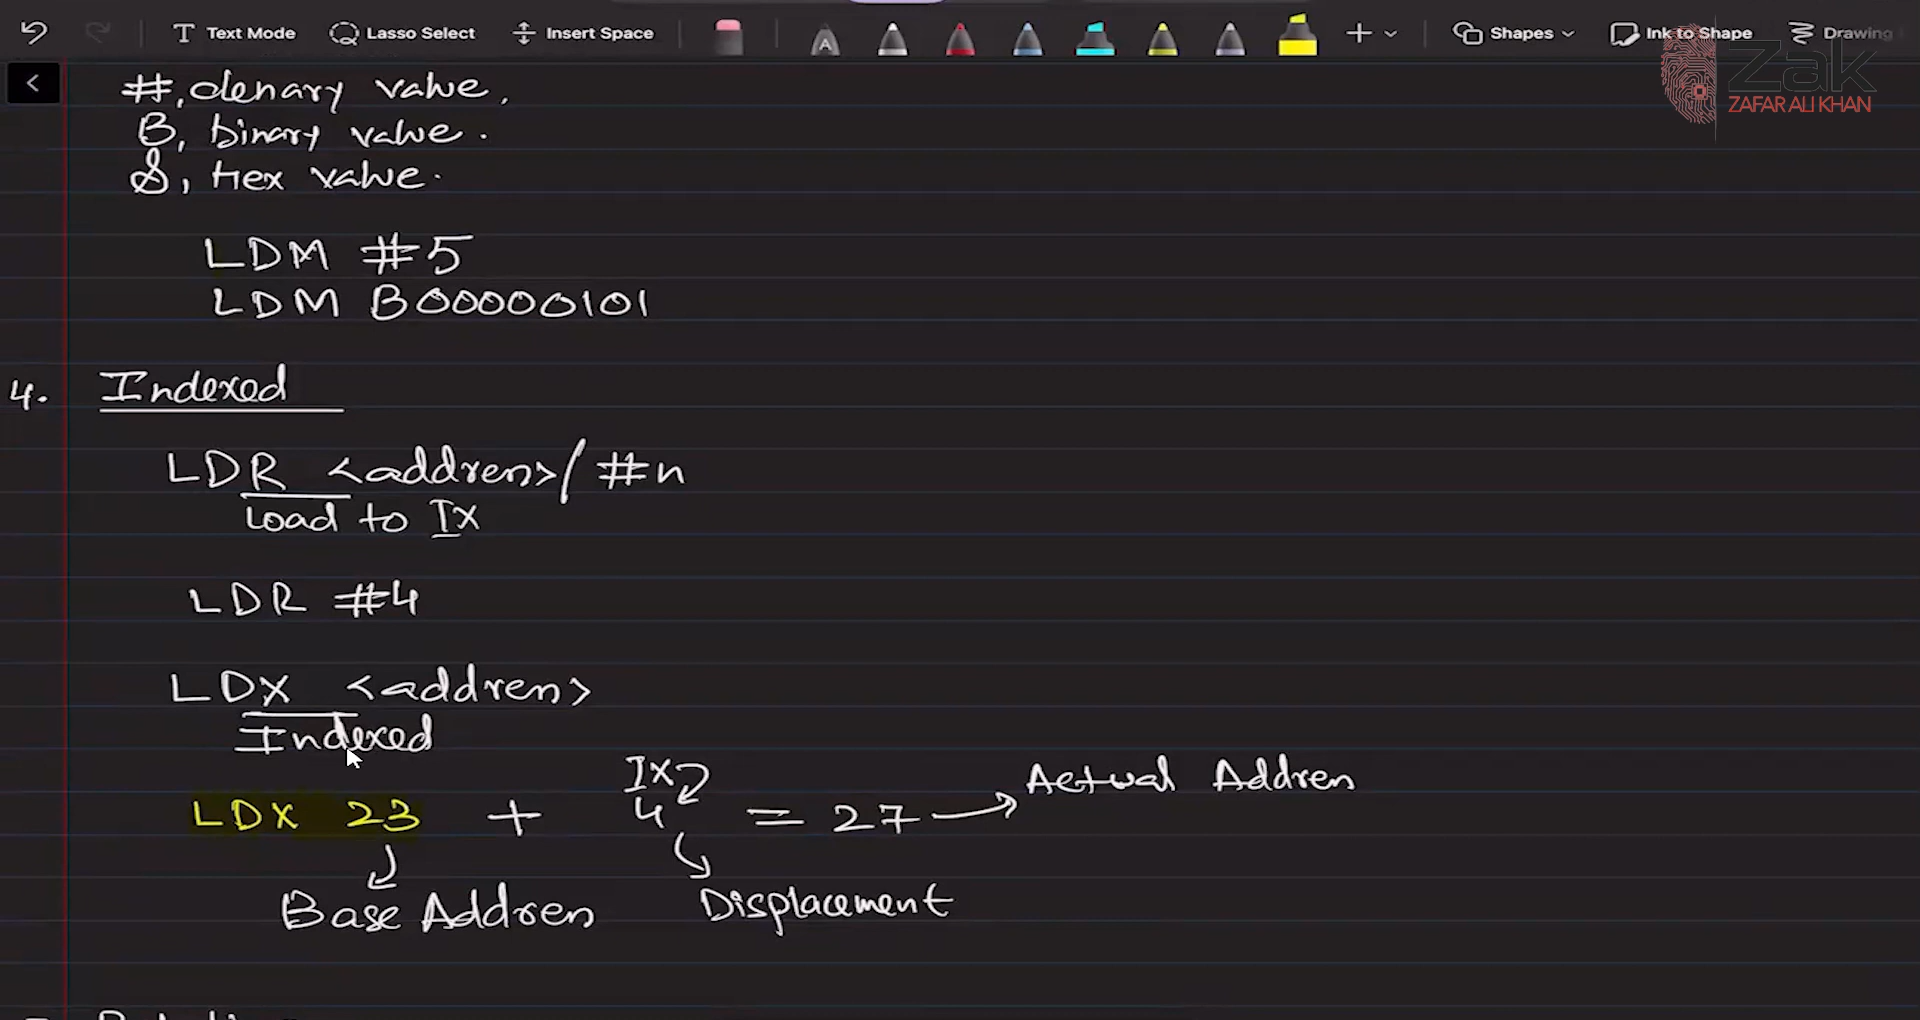 Text Mode Lasso Select Insert Space Shapes Ink to Shape Drawing
Zak
ZAFAR ALI KHAN
#, denary value,
B, binary value.
&, Hex value.
LDM #5
LDM B00000101
4. Indexed
LDR <address>/#n
Load to IX
LDR #4
LDX <address>
Indexed
IX
Actual Address
LDX 23 + 4 = 27
Base Address Displacement